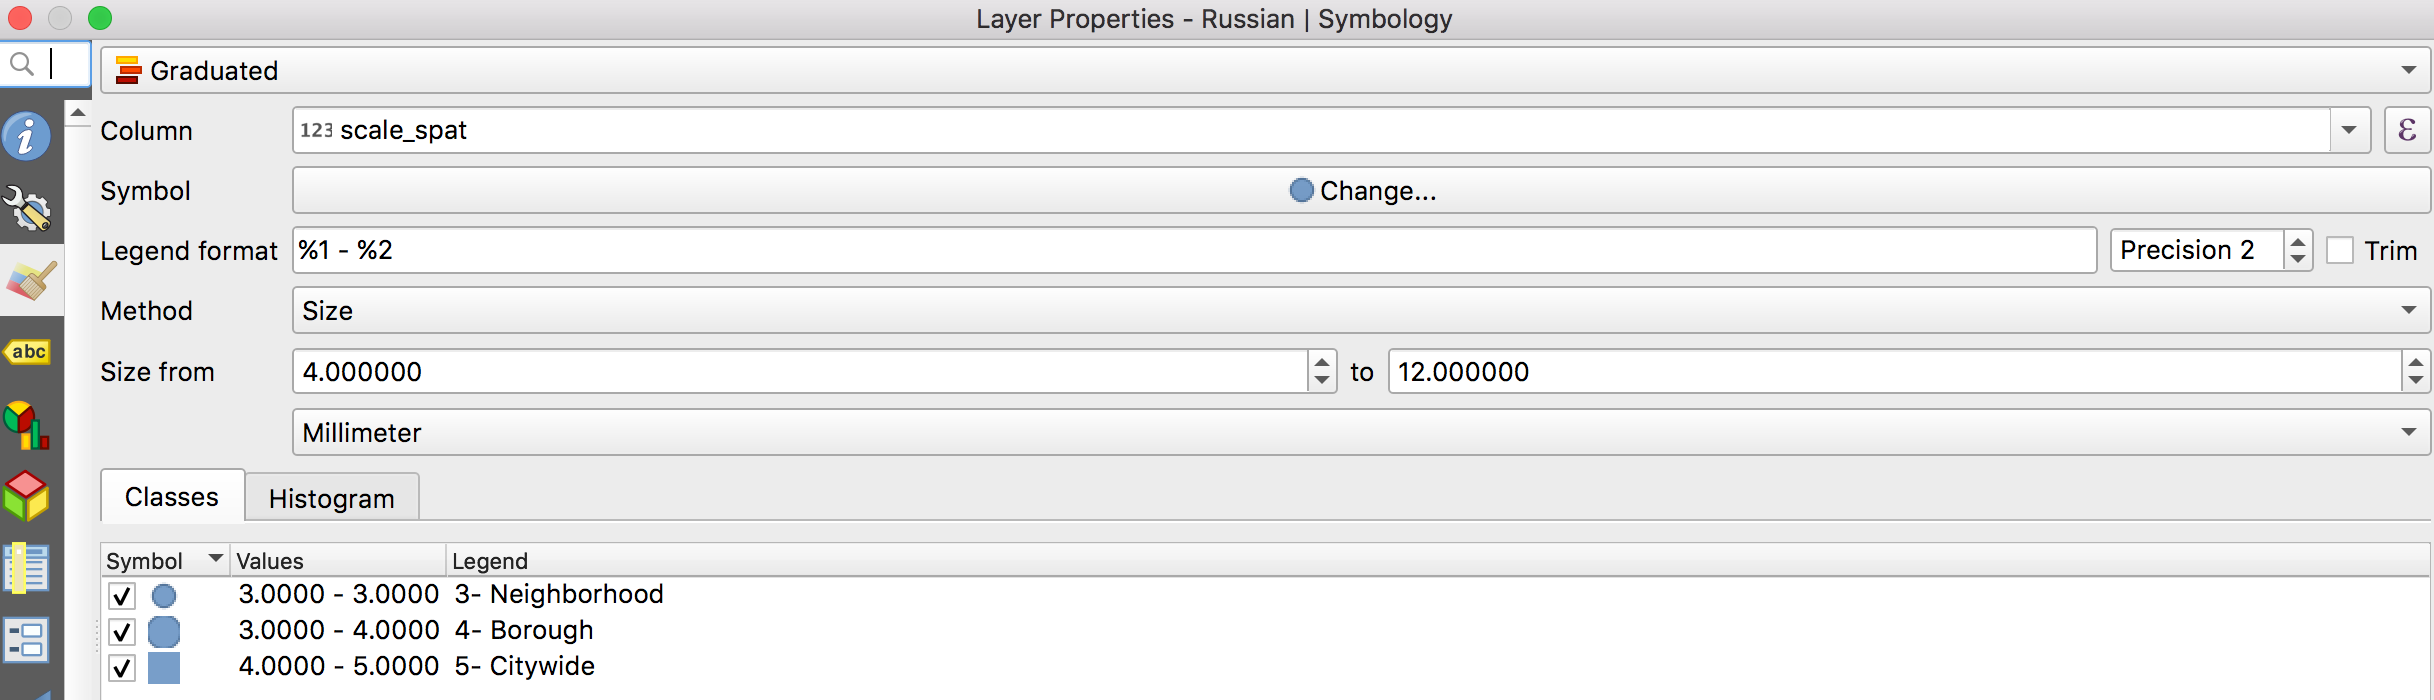 Layer Properties - Russian | Symbology
Graduated
Column 123 scale_spat ε
Symbol Change...
Legend format %1 - %2 Precision 2 Trim
Method Size
Size from 4.000000 to 12.000000
Millimeter
Classes Histogram
Symbol Values Legend
3.0000 - 3.0000 3- Neighborhood
3.0000 - 4.0000 4- Borough
4.0000 - 5.0000 5- Citywide
i
abc